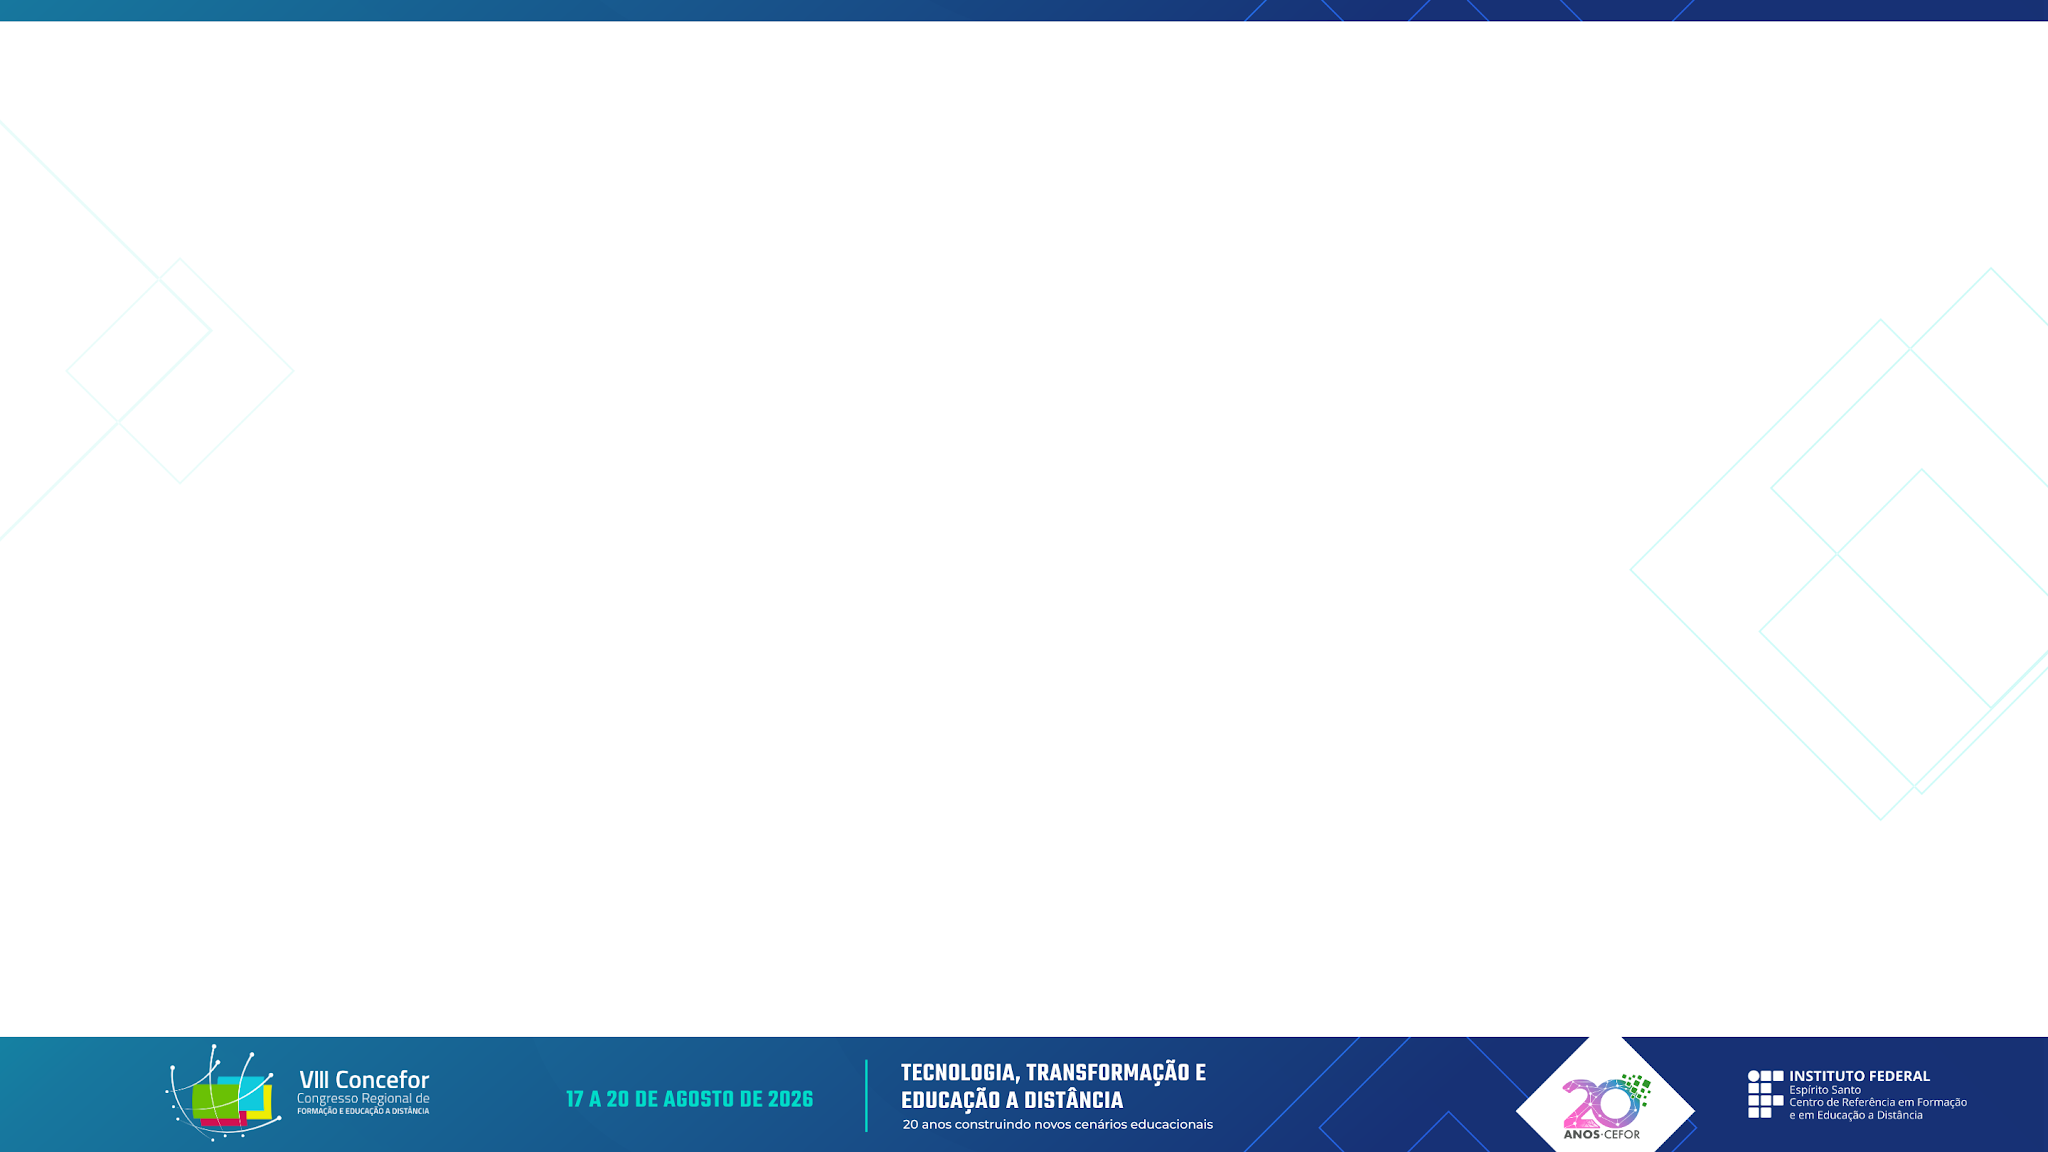 VIII Concefor
Congresso Regional de
FORMAÇÃO E EDUCAÇÃO A DISTÂNCIA
17 A 20 DE AGOSTO DE 2026
TECNOLOGIA, TRANSFORMAÇÃO E
EDUCAÇÃO A DISTÂNCIA
20 anos construindo novos cenários educacionais
20
ANOS·CEFOR
INSTITUTO FEDERAL
Espírito Santo
Centro de Referência em Formação
e em Educação a Distância